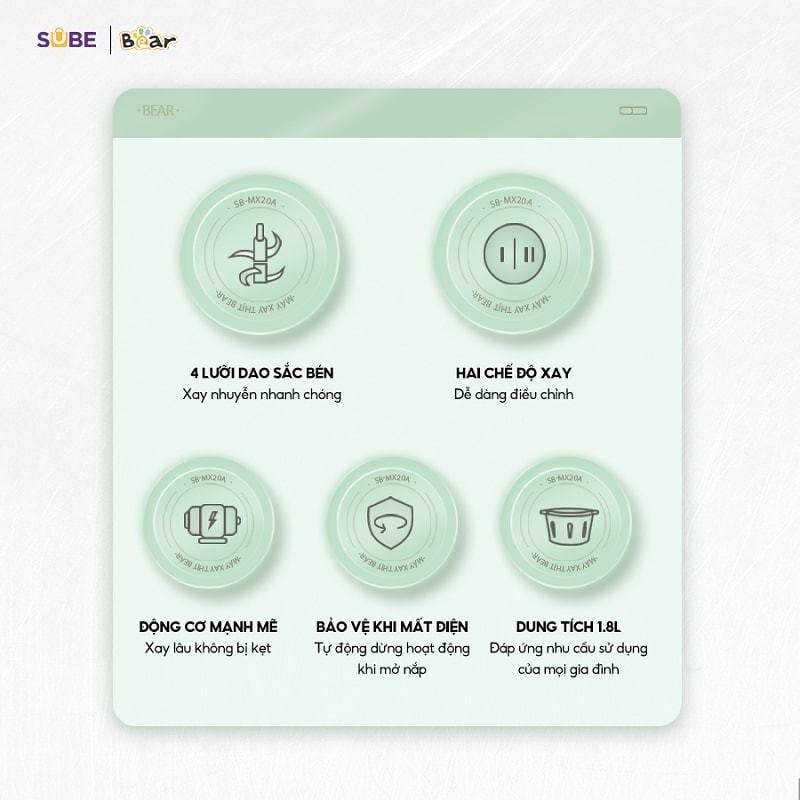 SUBE
Bear
·BEAR·
· SB-MX20A ·
·MÁY XAY THỊT BEAR·
· SB-MX20A ·
·MÁY XAY THỊT BEAR·
4 LƯỠI DAO SẮC BÉN
Xay nhuyễn nhanh chóng
HAI CHẾ ĐỘ XAY
Dễ dàng điều chỉnh
· SB-MX20A ·
·MÁY XAY THỊT BEAR·
· SB-MX20A ·
·MÁY XAY THỊT BEAR·
· SB-MX20A ·
·MÁY XAY THỊT BEAR·
ĐỘNG CƠ MẠNH MẼ
Xay lâu không bị kẹt
BẢO VỆ KHI MẤT ĐIỆN
Tự động dừng hoạt động
khi mở nắp
DUNG TÍCH 1.8L
Đáp ứng nhu cầu sử dụng
của mọi gia đình